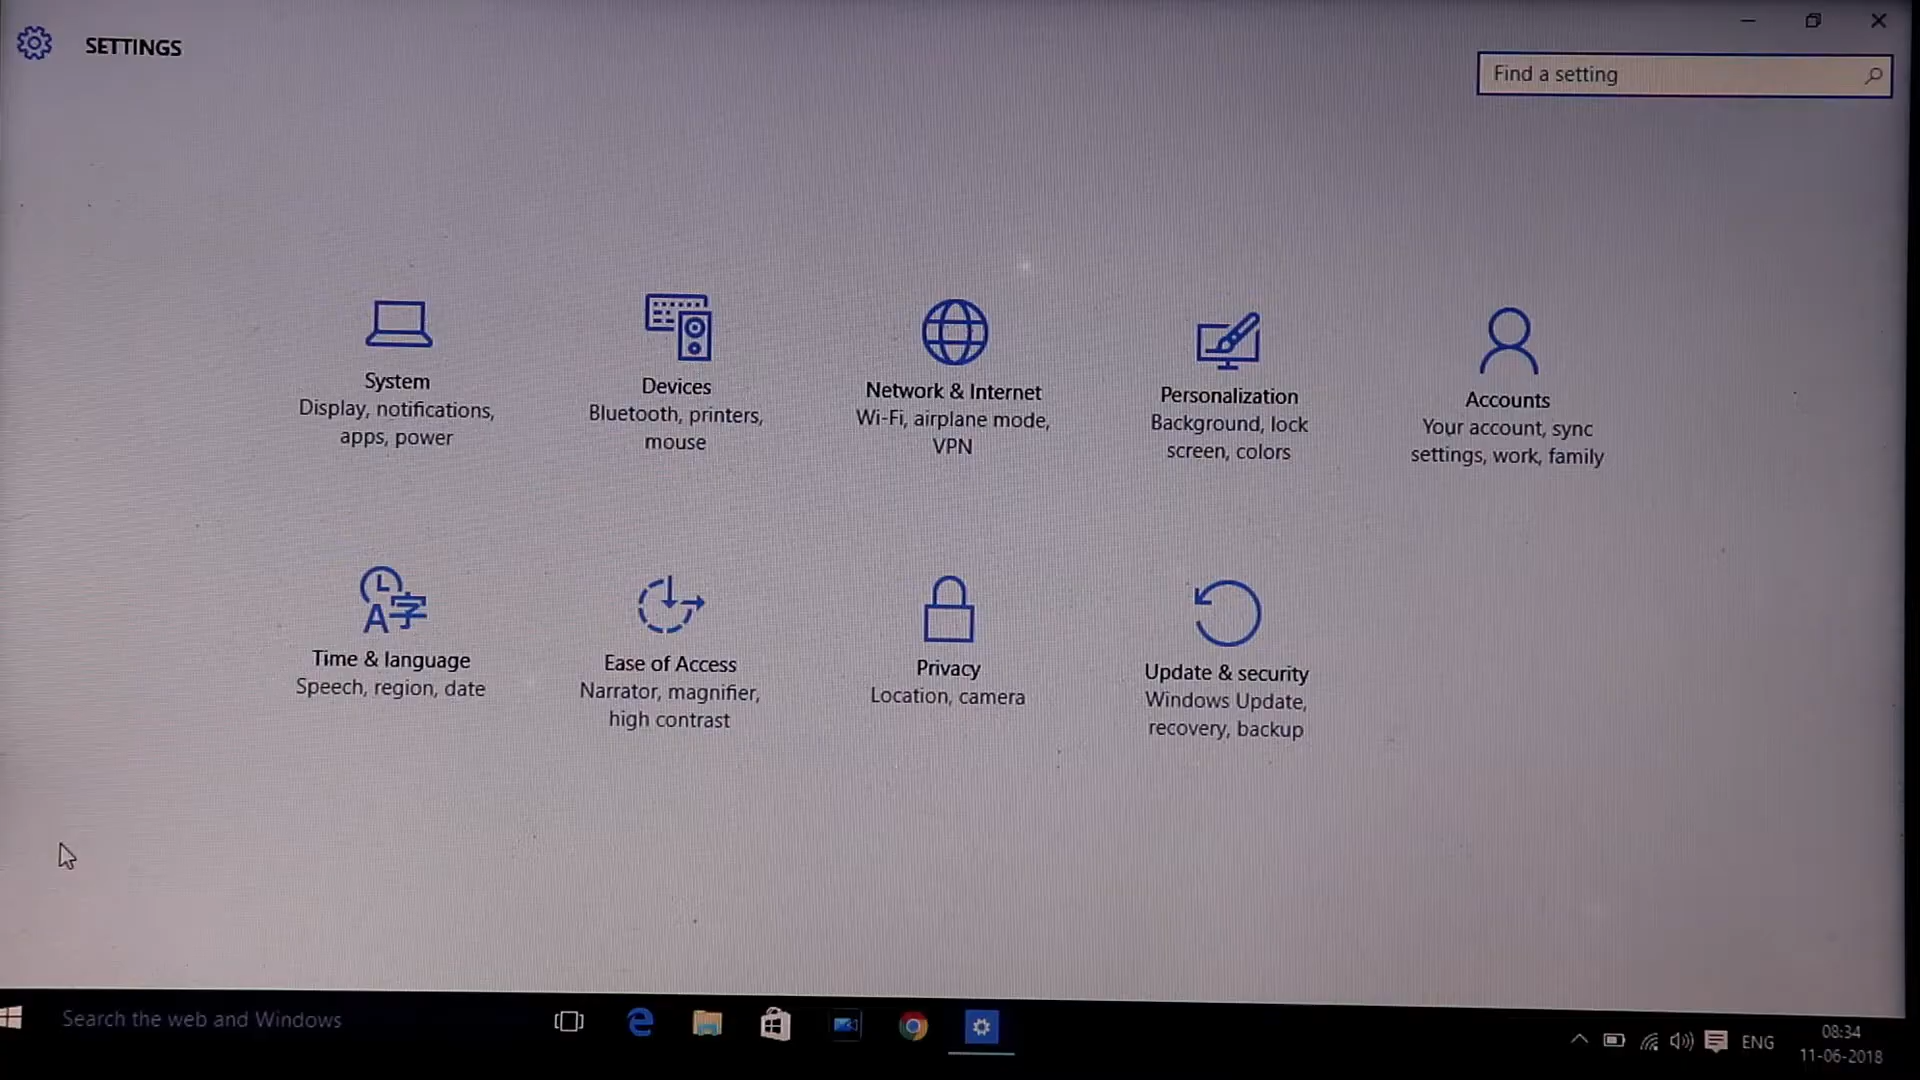 SETTINGS
Find a setting
System
Display, notifications,
apps, power
Devices
Bluetooth, printers,
mouse
Network & Internet
Wi-Fi, airplane mode,
VPN
Personalization
Background, lock
screen, colors
Accounts
Your account, sync
settings, work, family
Time & language
Speech, region, date
Ease of Access
Narrator, magnifier,
high contrast
Privacy
Location, camera
Update & security
Windows Update,
recovery, backup
Search the web and Windows
ENG
08:34
11-06-2018